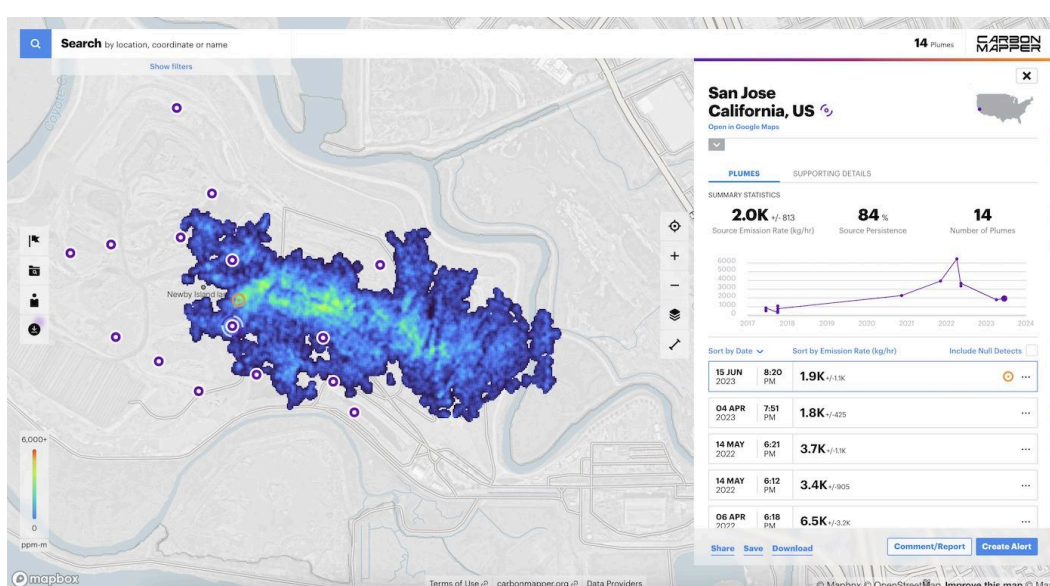 Search by location, coordinate or name
14 Plumes
CARBON
MAPPER
Show filters
Coyote C
Newby Island la
6,000+
0
ppm-m
mapbox
Terms of Use
carbonmapper.org
Data Providers
San Jose
California, US
Open in Google Maps
PLUMES
SUPPORTING DETAILS
SUMMARY STATISTICS
2.0K +/- 813
84 %
14
Source Emission Rate (kg/hr)
Source Persistence
Number of Plumes
6000
5000
4000
3000
2000
1000
0
2017 2018 2019 2020 2021 2022 2023 2024
Sort by Date
Sort by Emission Rate (kg/hr)
Include Null Detects
15 JUN 2023 8:20 PM 1.9K +/-1.1K
04 APR 2023 7:51 PM 1.8K +/-425
14 MAY 2022 6:21 PM 3.7K +/-1.1K
14 MAY 2022 6:12 PM 3.4K +/-905
06 APR 2022 6:18 PM 6.5K +/-3.2K
Share Save Download
Comment/Report
Create Alert
© Mapbox © OpenStreetMap Improve this map © Ma